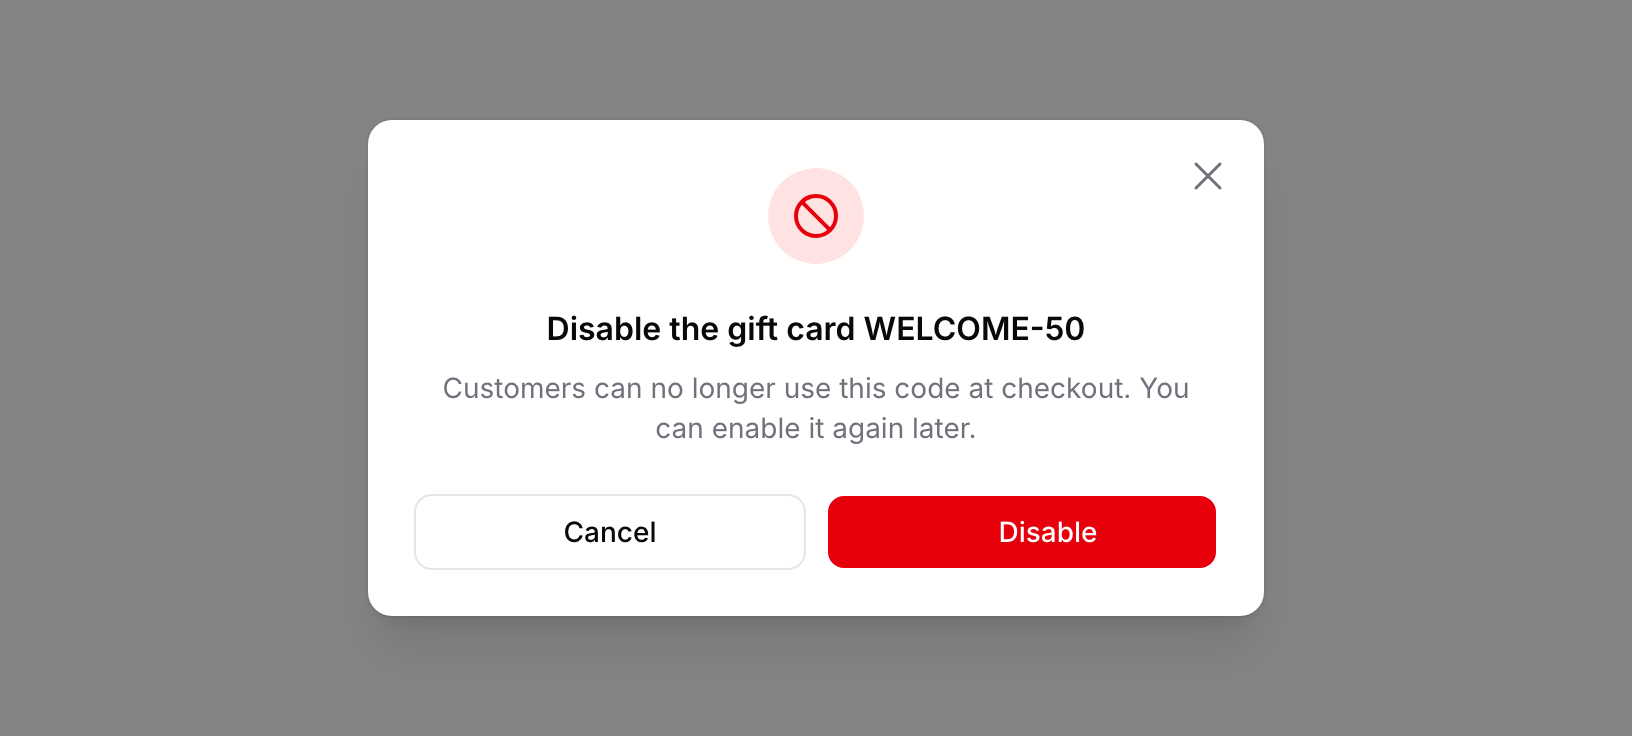 Disable the gift card WELCOME-50
Customers can no longer use this code at checkout. You
can enable it again later.
Cancel
Disable